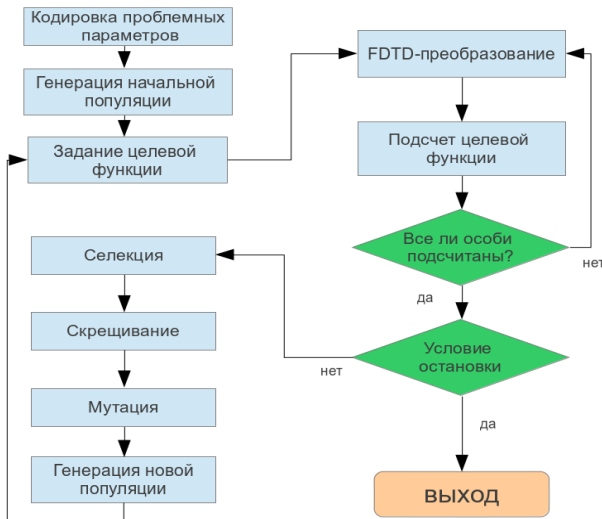 Кодировка проблемных
параметров
Генерация начальной
популяции
Задание целевой
функции
FDTD-преобразование
Подсчет целевой
функции
Все ли особи
подсчитаны?
нет
да
Условие
остановки
нет
да
ВЫХОД
Селекция
Скрещивание
Мутация
Генерация новой
популяции